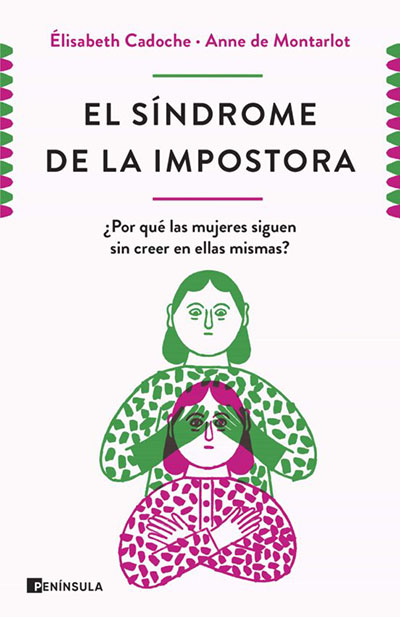 Élisabeth Cadoche · Anne de Montarlot
EL SÍNDROME
DE LA IMPOSTORA
¿Por qué las mujeres siguen
sin creer en ellas mismas?
PENÍNSULA